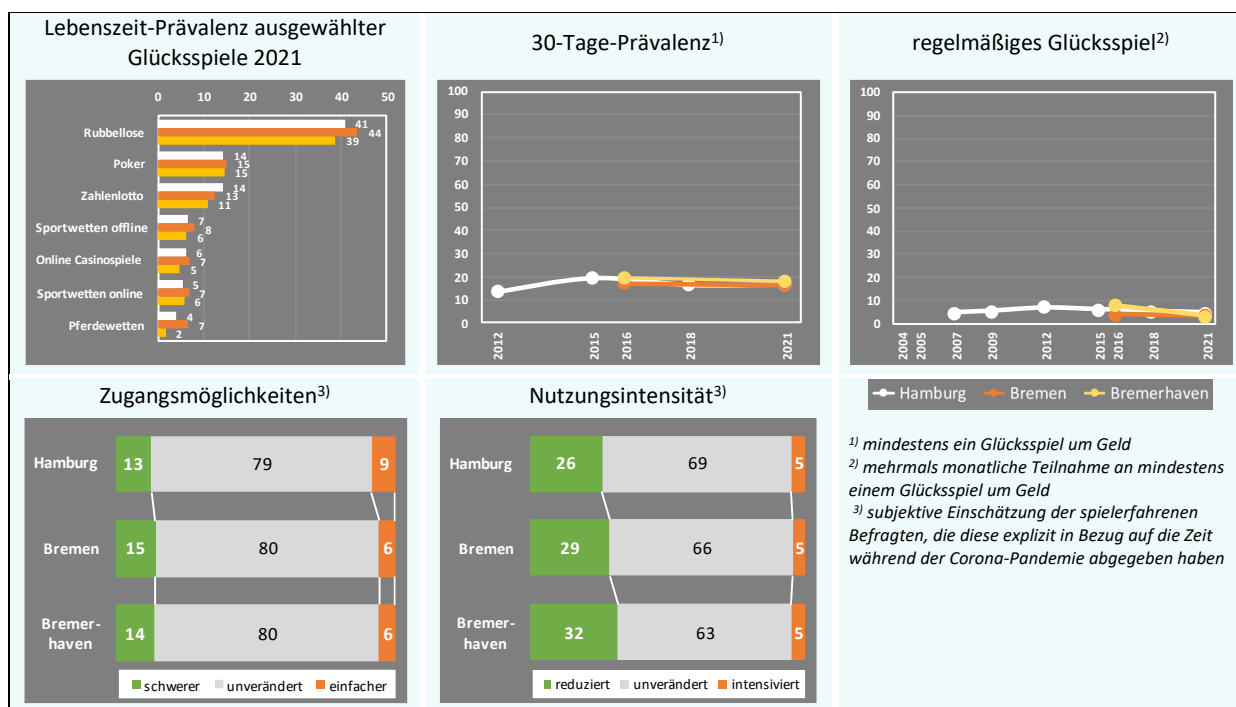 Lebenszeit-Prävalenz ausgewählter
Glücksspiele 2021
0 10 20 30 40 50
Rubbellose
41
44
39
Poker
14
15
15
Zahlenlotto
14
13
11
Sportwetten offline
7
8
6
Online Casinospiele
6
7
5
Sportwetten online
5
7
6
Pferdewetten
4
7
2
30-Tage-Prävalenz1)
100
90
80
70
60
50
40
30
20
10
0
2012
2015
2016
2018
2021
regelmäßiges Glücksspiel2)
100
90
80
70
60
50
40
30
20
10
0
2004
2005
2007
2009
2012
2015
2016
2018
2021
Zugangsmöglichkeiten3)
Hamburg 13 79 9
Bremen 15 80 6
Bremer-
haven
14 80 6
schwerer unverändert einfacher
Nutzungsintensität3)
Hamburg 26 69 5
Bremen 29 66 5
Bremer-
haven
32 63 5
reduziert unverändert intensiviert
Hamburg Bremen Bremerhaven
1) mindestens ein Glücksspiel um Geld
2) mehrmals monatliche Teilnahme an mindestens
einem Glücksspiel um Geld
3) subjektive Einschätzung der spielerfahrenen
Befragten, die diese explizit in Bezug auf die Zeit
während der Corona-Pandemie abgegeben haben